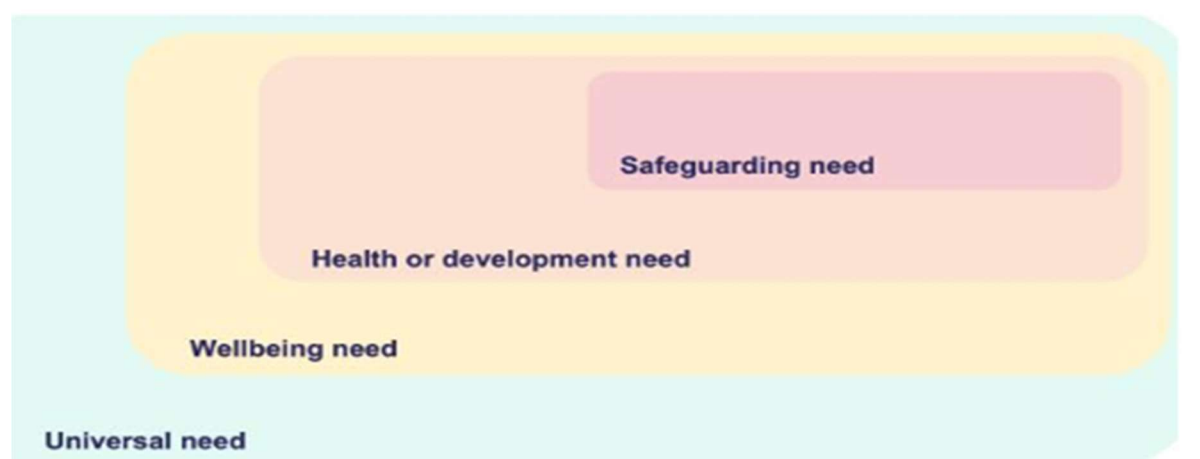 Safeguarding need
Health or development need
Wellbeing need
Universal need